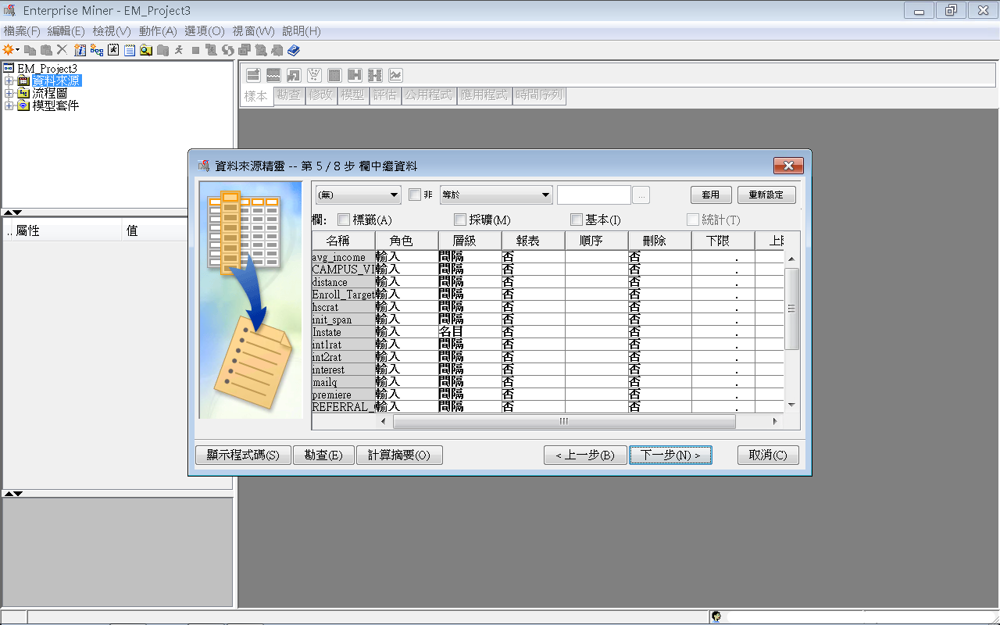 Enterprise Miner - EM_Project3
檔案(F) 編輯(E) 檢視(V) 動作(A) 選項(O) 視窗(W) 說明(H)
EM_Project3
資料來源
流程圖
模型套件
樣本 勘查 修改 模型 評估 公用程式 應用程式 時間序列
.. 屬性 值
資料來源精靈 -- 第 5 / 8 步 欄中繼資料
(無) 非 等於 ... 套用 重新設定
欄: 標籤(A) 採礦(M) 基本(I) 統計(T)
名稱 角色 層級 報表 順序 刪除 下限
avg_income 輸入 間隔 否 否 .
CAMPUS_VI 輸入 間隔 否 否 .
distance 輸入 間隔 否 否 .
Enroll_Target 輸入 間隔 否 否 .
hscrat 輸入 間隔 否 否 .
init_span 輸入 間隔 否 否 .
Instate 輸入 名目 否 否 .
int1rat 輸入 間隔 否 否 .
int2rat 輸入 間隔 否 否 .
interest 輸入 間隔 否 否 .
mailq 輸入 間隔 否 否 .
premiere 輸入 間隔 否 否 .
REFERRAL_ 輸入 間隔 否 否 .
顯示程式碼(S) 勘查(E) 計算摘要(O) < 上一步(B) 下一步(N) > 取消(C)